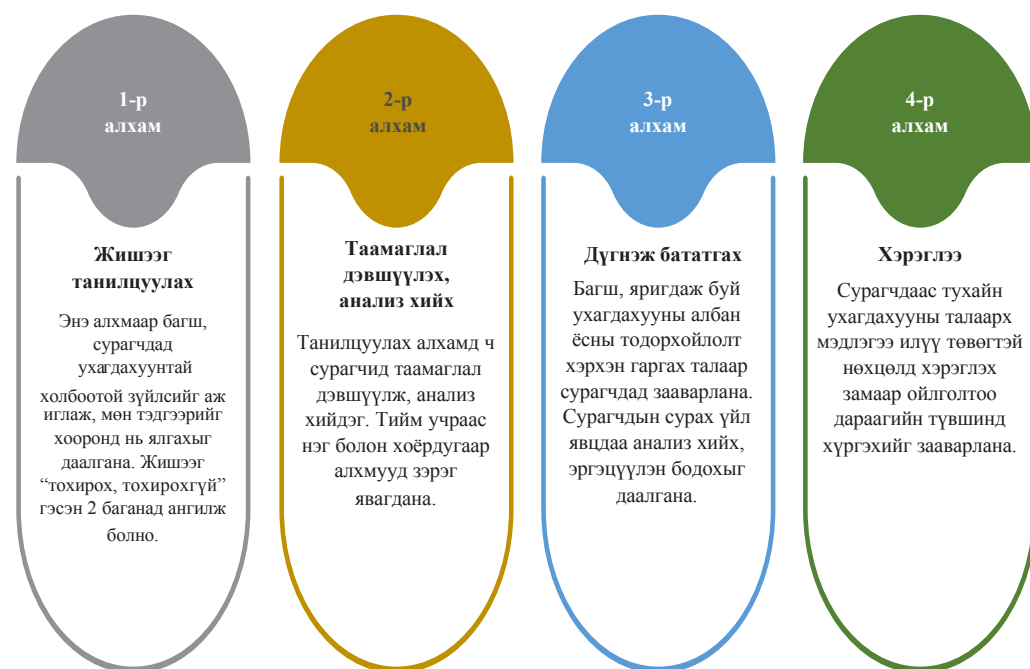 1-р
алхам
Жишээг
танилцуулах
Энэ алхмаар багш,
сурагчдад
ухагдахуунтай
холбоотой зүйлсийг аж
иглаж, мөн тэдгээрийг
хооронд нь ялгахыг
даалгана. Жишээг
“тохирох, тохирохгүй”
гэсэн 2 баганад ангилж
болно.
2-р
алхам
Таамаглал
дэвшүүлэх,
анализ хийх
Танилцуулах алхамд ч
сурагчид таамаглал
дэвшүүлж, анализ
хийдэг. Тийм учраас
нэг болон хоёрдугаар
алхмууд зэрэг
явагдана.
3-р
алхам
Дүгнэж бататгах
Багш, яригдаж буй
ухагдахууны албан
ёсны тодорхойлолт
хэрхэн гаргах талаар
сурагчдад зааварлана.
Сурагчдын сурах үйл
явцдаа анализ хийх,
эргэцүүлэн бодохыг
даалгана.
4-р
алхам
Хэрэглээ
Сурагчдаас тухайн
ухагдахууны талаарх
мэдлэгээ илүү төвөгтэй
нөхцөлд хэрэглэх
замаар ойлголтоо
дараагийн түвшинд
хүргэхийг зааварлана.